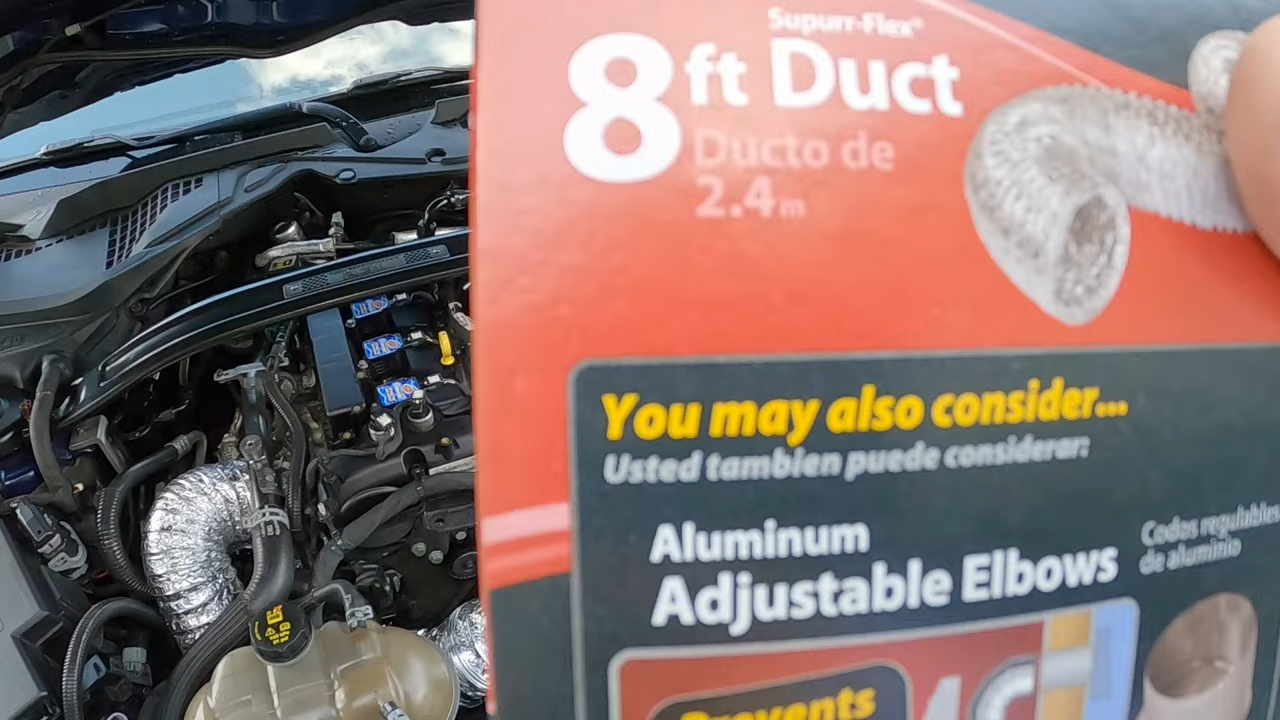 Supurr-Flex®
8 ft Duct
Ducto de
2.4m
You may also consider...
Usted tambien puede considerar:
Aluminum
Adjustable Elbows
Codos regulables
de aluminio
Prevents